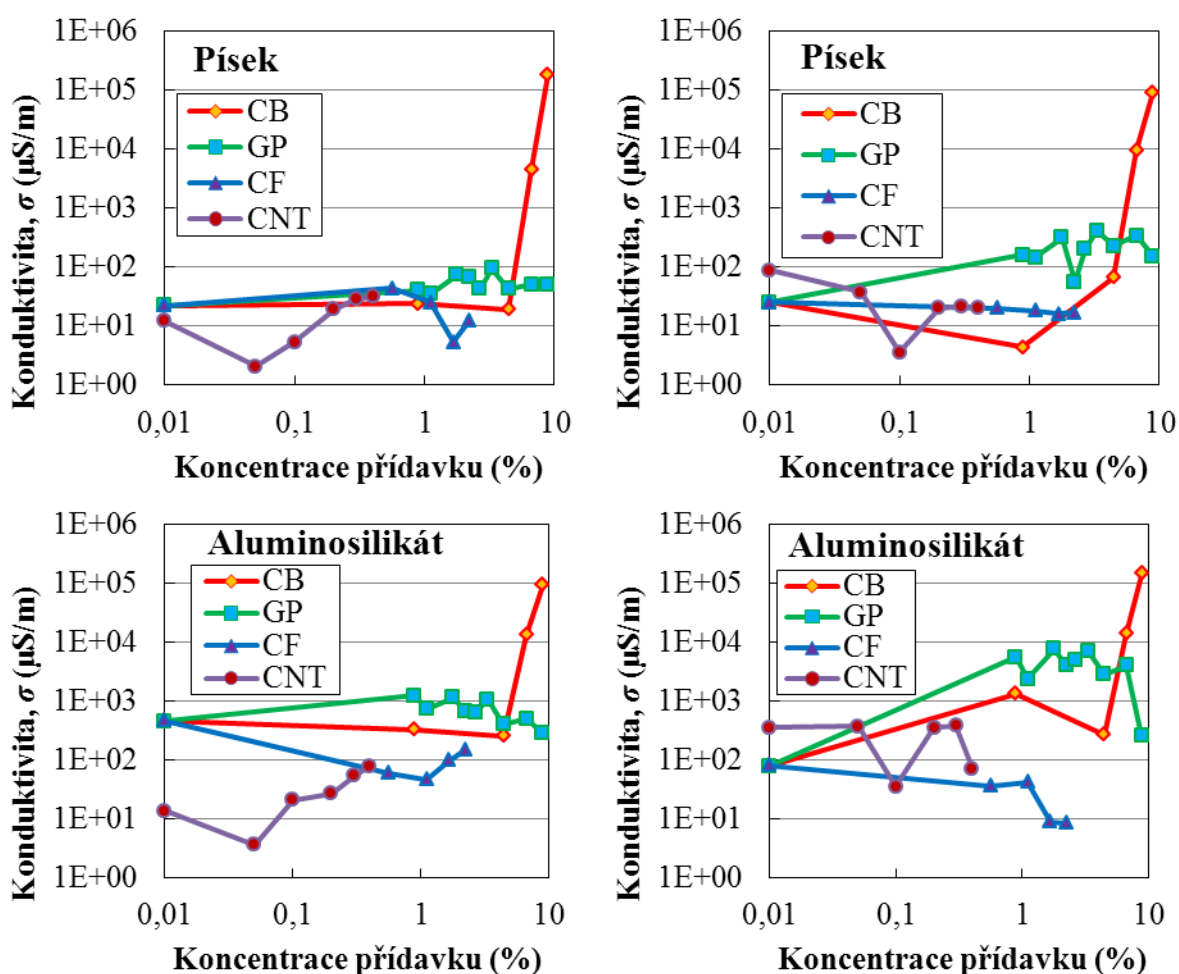 Konduktivita, σ (µS/m)
1E+06
1E+05
1E+04
1E+03
1E+02
1E+01
1E+00
Písek
CB
GP
CF
CNT
0,01
0,1
1
10
Koncentrace přídavku (%)
Konduktivita, σ (µS/m)
1E+06
1E+05
1E+04
1E+03
1E+02
1E+01
1E+00
Písek
CB
GP
CF
CNT
0,01
0,1
1
10
Koncentrace přídavku (%)
Konduktivita, σ (µS/m)
1E+06
1E+05
1E+04
1E+03
1E+02
1E+01
1E+00
Aluminosilikát
CB
GP
CF
CNT
0,01
0,1
1
10
Koncentrace přídavku (%)
Konduktivita, σ (µS/m)
1E+06
1E+05
1E+04
1E+03
1E+02
1E+01
1E+00
Aluminosilikát
CB
GP
CF
CNT
0,01
0,1
1
10
Koncentrace přídavku (%)